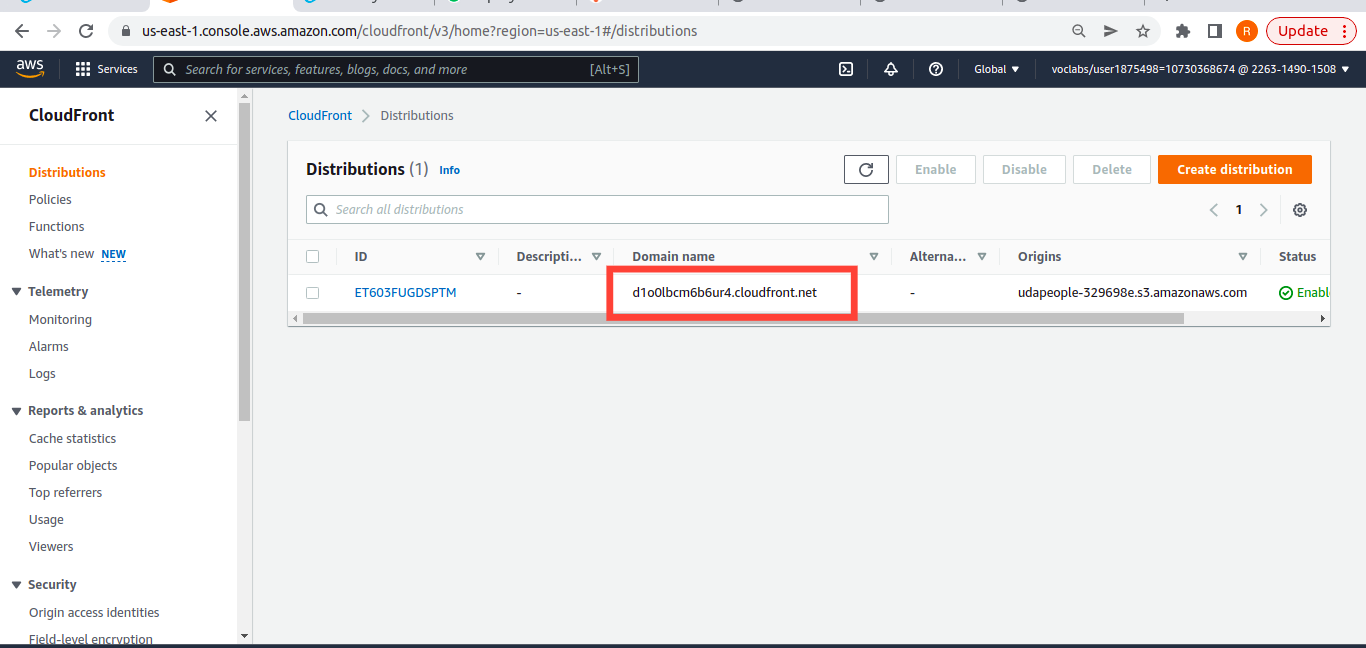 us-east-1.console.aws.amazon.com/cloudfront/v3/home?region=us-east-1#/distributions
R
Update
aws
Services
Search for services, features, blogs, docs, and more
[Alt+S]
Global
voclabs/user1875498=10730368674 @ 2263-1490-1508
CloudFront
Distributions
Policies
Functions
What's new NEW
Telemetry
Monitoring
Alarms
Logs
Reports & analytics
Cache statistics
Popular objects
Top referrers
Usage
Viewers
Security
Origin access identities
Field-level encryption
CloudFront > Distributions
Distributions (1) Info
Enable
Disable
Delete
Create distribution
Search all distributions
1
ID Descripti... Domain name Alterna... Origins Status
ET603FUGDSPTM - d1o0lbcm6b6ur4.cloudfront.net - udapeople-329698e.s3.amazonaws.com Enabl